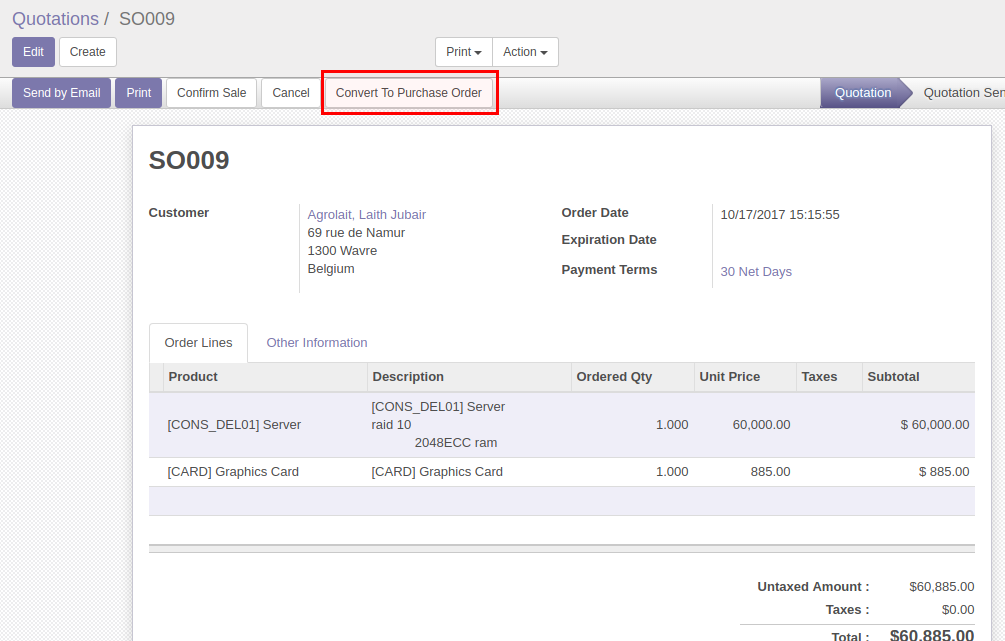 Quotations / SO009
Edit Create Print Action
Send by Email Print Confirm Sale Cancel Convert To Purchase Order Quotation Quotation Sen
SO009
Customer
Agrolait, Laith Jubair
69 rue de Namur
1300 Wavre
Belgium
Order Date 10/17/2017 15:15:55
Expiration Date
Payment Terms 30 Net Days
Order Lines Other Information
Product Description Ordered Qty Unit Price Taxes Subtotal
[CONS_DEL01] Server [CONS_DEL01] Server
raid 10
2048ECC ram
1.000 60,000.00 $ 60,000.00
[CARD] Graphics Card [CARD] Graphics Card 1.000 885.00 $ 885.00
Untaxed Amount : $60,885.00
Taxes : $0.00
Total : $60,885.00